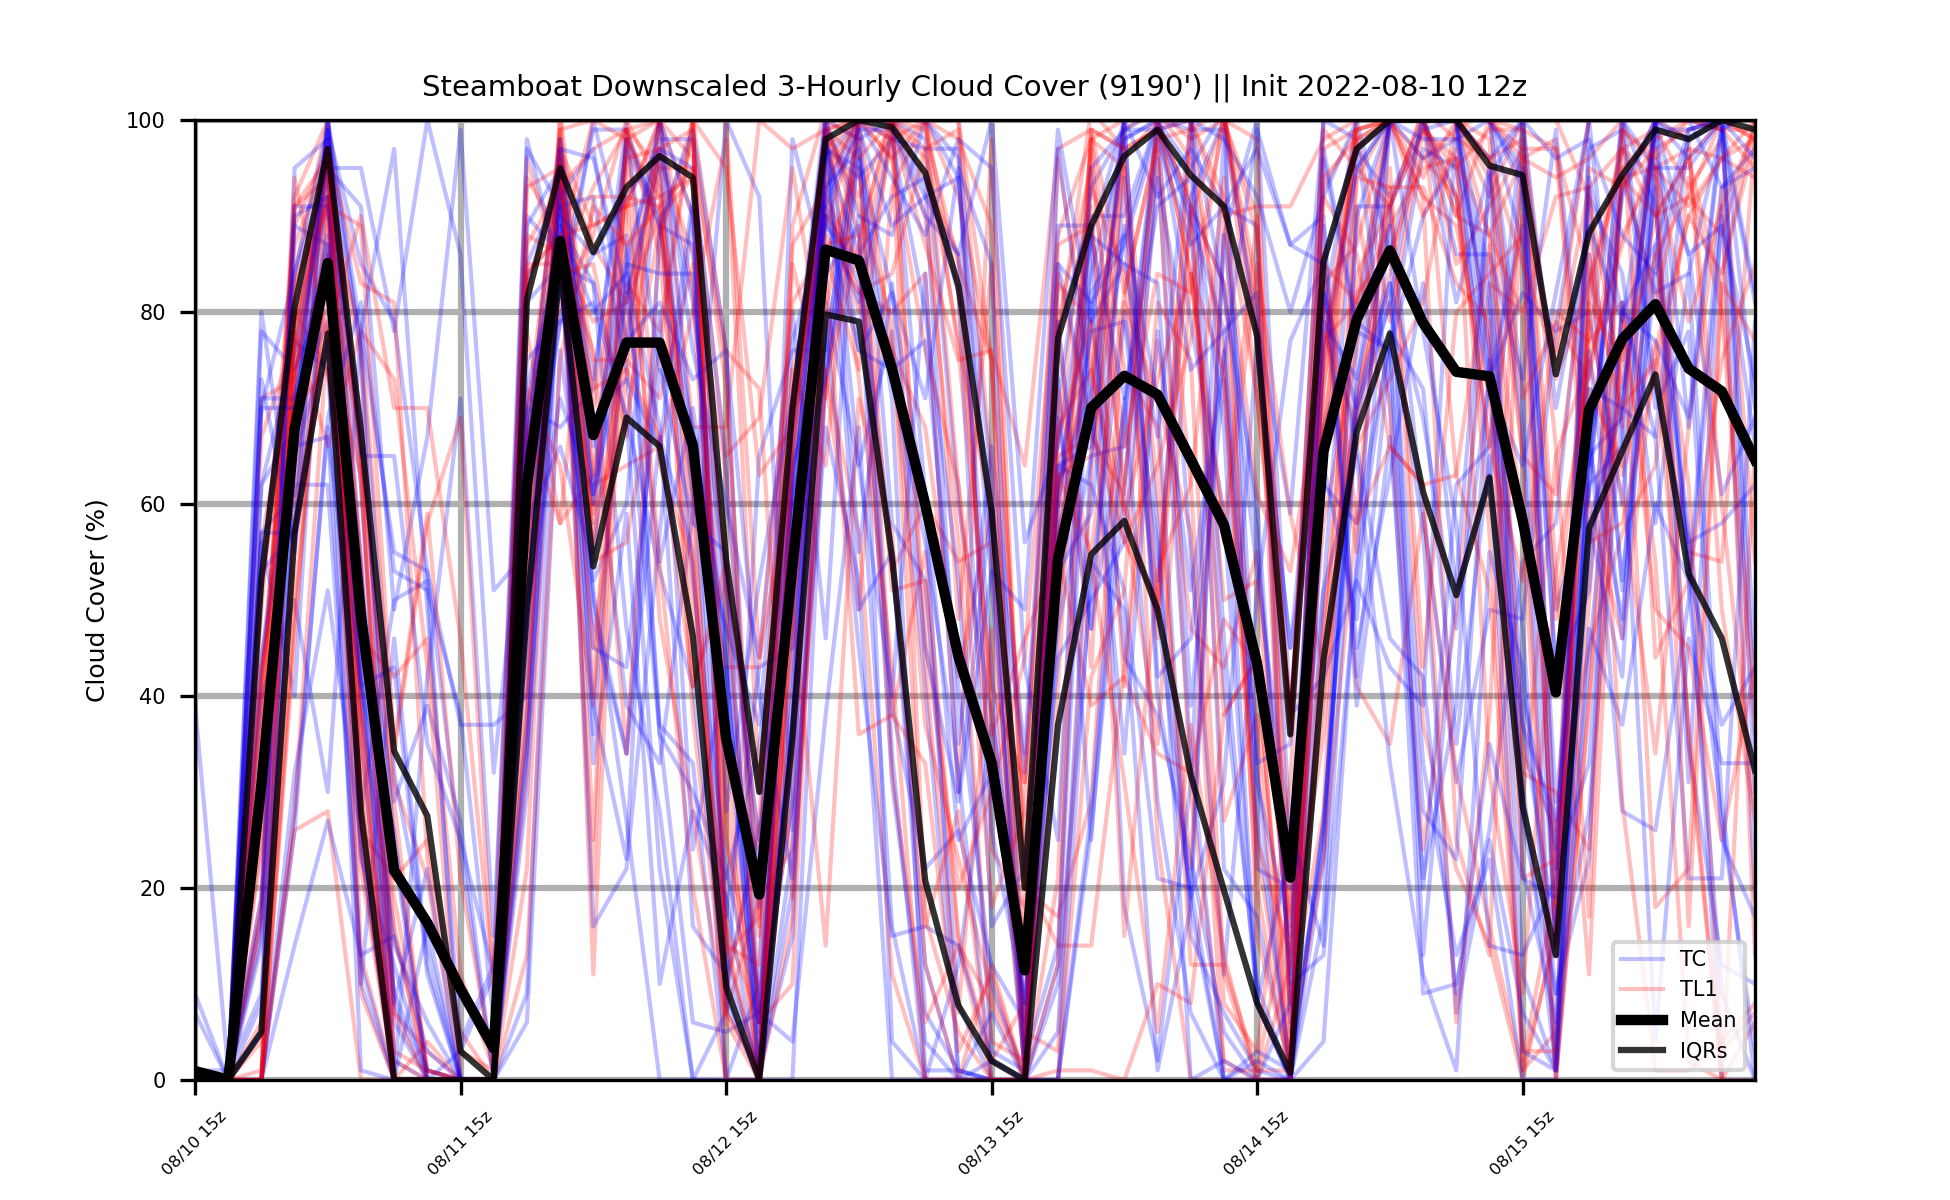 Steamboat Downscaled 3-Hourly Cloud Cover (9190') || Init 2022-08-10 12z
Cloud Cover (%)
100
80
60
40
20
0
TC
TL1
Mean
IQRs
08/10 15z
08/11 15z
08/12 15z
08/13 15z
08/14 15z
08/15 15z